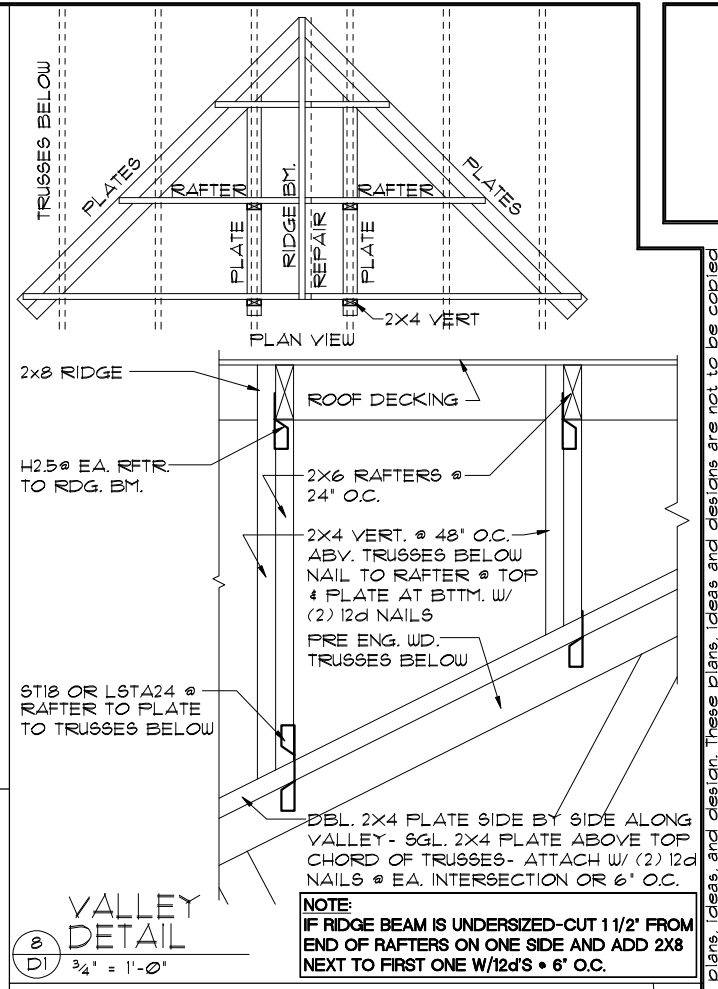 TRUSSES BELOW
PLATES
RAFTER
PLATE
RIDGE BM.
REPAIR
PLATE
RAFTER
PLATES
2X4 VERT
PLAN VIEW
2x8 RIDGE
ROOF DECKING
H2.5@ EA. RFTR.
TO RDG. BM.
2X6 RAFTERS @
24" O.C.
2X4 VERT. @ 48" O.C.
ABV. TRUSSES BELOW
NAIL TO RAFTER @ TOP
& PLATE AT BTTM. W/
(2) 12d NAILS
PRE ENG. WD.
TRUSSES BELOW
ST18 OR LSTA24 @
RAFTER TO PLATE
TO TRUSSES BELOW
DBL. 2X4 PLATE SIDE BY SIDE ALONG
VALLEY- SGL. 2X4 PLATE ABOVE TOP
CHORD OF TRUSSES- ATTACH W/ (2) 12d
NAILS @ EA. INTERSECTION OR 6" O.C.
NOTE:
IF RIDGE BEAM IS UNDERSIZED-CUT 1 1/2" FROM
END OF RAFTERS ON ONE SIDE AND ADD 2X8
NEXT TO FIRST ONE W/12d'S @ 6" O.C.
8
D1
VALLEY
DETAIL
3/4" = 1'-0"
plans, ideas, and design. These plans, ideas and designs are not to be copied